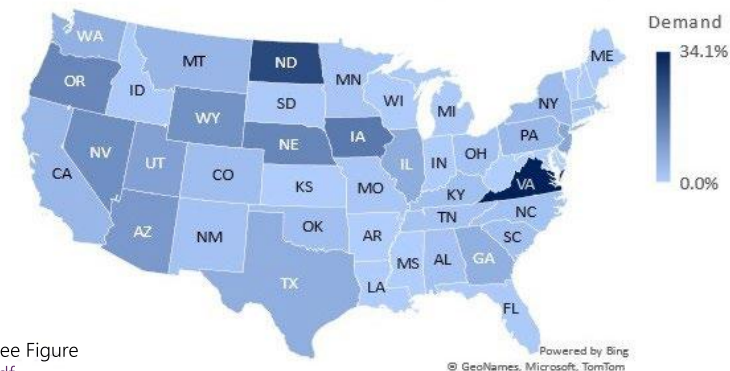 Demand
34.1%
0.0%
WA
MT
ND
MN
ME
OR
ID
SD
WI
MI
NY
WY
NE
IA
PA
NV
UT
CO
IL
IN
OH
CA
KS
MO
KY
VA
AZ
NM
OK
AR
TN
NC
SC
TX
LA
MS
AL
GA
FL
Powered by Bing
© GeoNames, Microsoft, TomTom
ee Figure